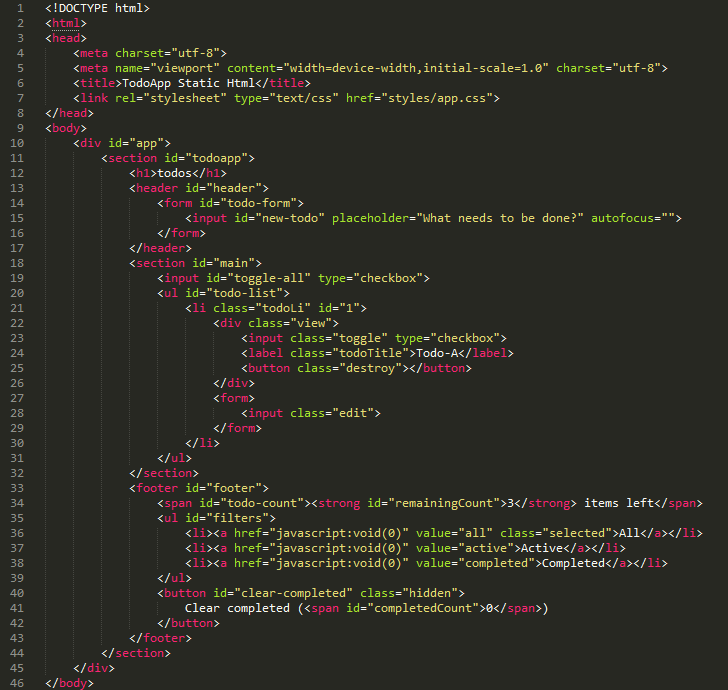 1 <!DOCTYPE html>
2 <html>
3 <head>
4     <meta charset="utf-8">
5     <meta name="viewport" content="width=device-width,initial-scale=1.0" charset="utf-8">
6     <title>TodoApp Static Html</title>
7     <link rel="stylesheet" type="text/css" href="styles/app.css">
8 </head>
9 <body>
10     <div id="app">
11         <section id="todoapp">
12             <h1>todos</h1>
13             <header id="header">
14                 <form id="todo-form">
15                     <input id="new-todo" placeholder="What needs to be done?" autofocus="">
16                 </form>
17             </header>
18             <section id="main">
19                 <input id="toggle-all" type="checkbox">
20                 <ul id="todo-list">
21                     <li class="todoLi" id="1">
22                         <div class="view">
23                             <input class="toggle" type="checkbox">
24                             <label class="todoTitle">Todo-A</label>
25                             <button class="destroy"></button>
26                         </div>
27                         <form>
28                             <input class="edit">
29                         </form>
30                     </li>
31                 </ul>
32             </section>
33             <footer id="footer">
34                 <span id="todo-count"><strong id="remainingCount">3</strong> items left</span>
35                 <ul id="filters">
36                     <li><a href="javascript:void(0)" value="all" class="selected">All</a></li>
37                     <li><a href="javascript:void(0)" value="active">Active</a></li>
38                     <li><a href="javascript:void(0)" value="completed">Completed</a></li>
39                 </ul>
40                 <button id="clear-completed" class="hidden">
41                     Clear completed (<span id="completedCount">0</span>)
42                 </button>
43             </footer>
44         </section>
45     </div>
46 </body>